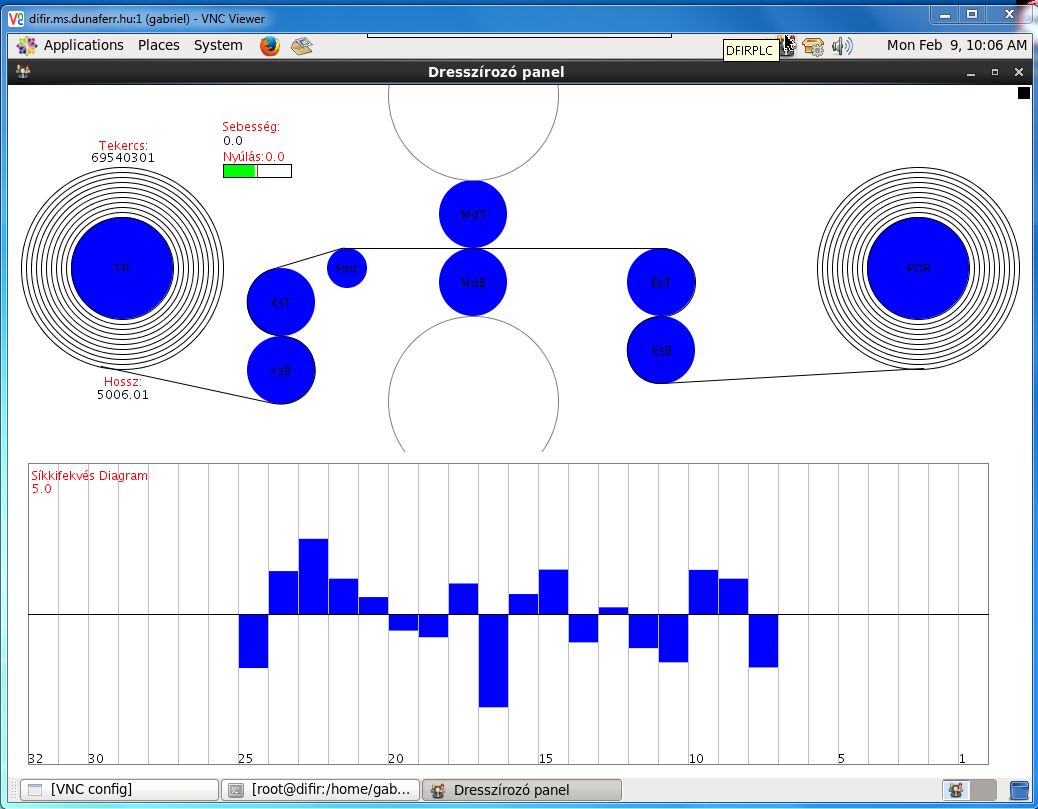 difir.ms.dunaferr.hu:1 (gabriel) - VNC Viewer
Applications Places System
Mon Feb 9, 10:06 AM
DFIRPLC
Dresszírozó panel
Tekercs:
69540301
Sebesség:
0.0
Nyúlás:0.0
TR
XsT
XsB
Fmr
MdT
MdB
EsT
EsB
POR
Hossz:
5006.01
Síkkifekvés Diagram
5.0
32 30 25 20 15 10 5 1
[VNC config]
[root@difir:/home/gab...
Dresszírozó panel